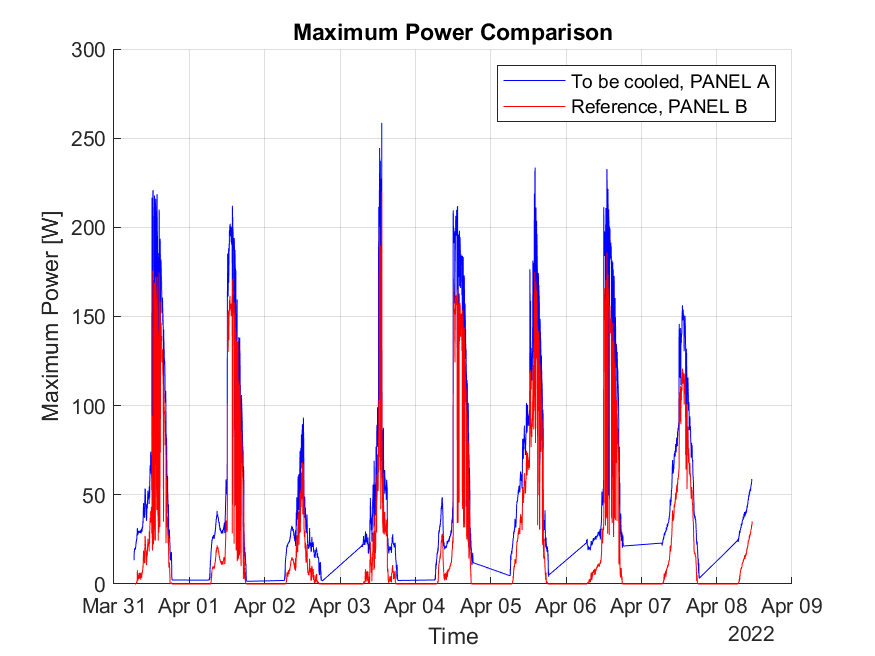 Maximum Power Comparison
300
250
200
150
100
50
0
Maximum Power [W]
To be cooled, PANEL A
Reference, PANEL B
Mar 31 Apr 01 Apr 02 Apr 03 Apr 04 Apr 05 Apr 06 Apr 07 Apr 08 Apr 09
Time
2022